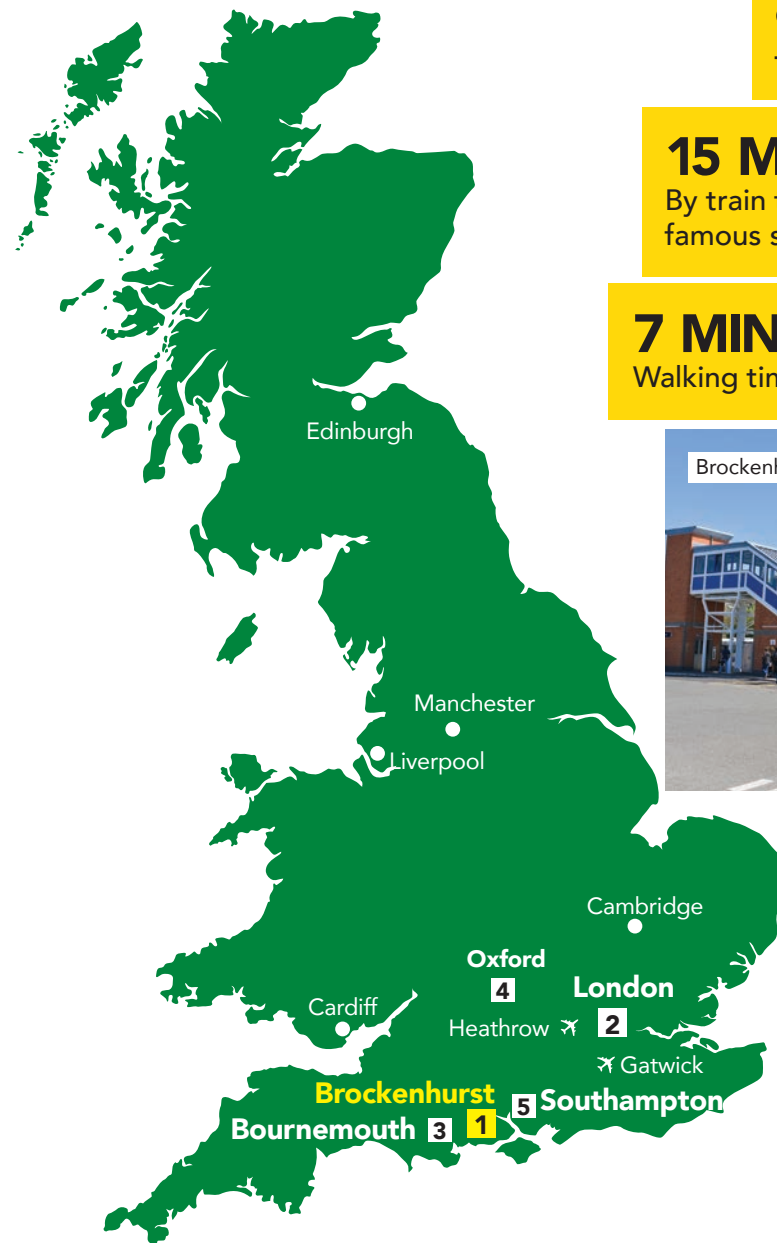 15 M
By train
famous s
7 MIN
Walking tim
Brockenh
Edinburgh
Manchester
Liverpool
Cambridge
Oxford
4
London
Cardiff
Heathrow
2
Gatwick
Brockenhurst
5
Southampton
Bournemouth
3
1